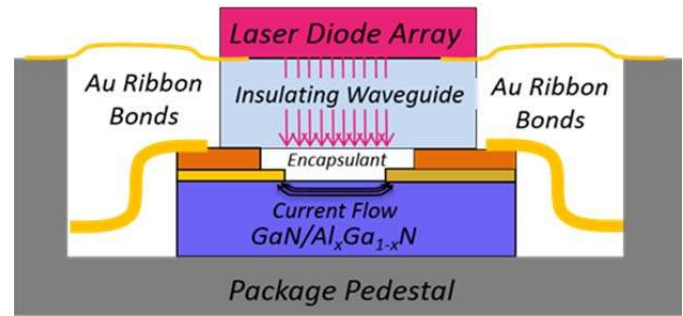 Laser Diode Array
Au Ribbon
Bonds
Insulating Waveguide
Au Ribbon
Bonds
Encapsulant
Current Flow
GaN/AlₓGa₁₋ₓN
Package Pedestal